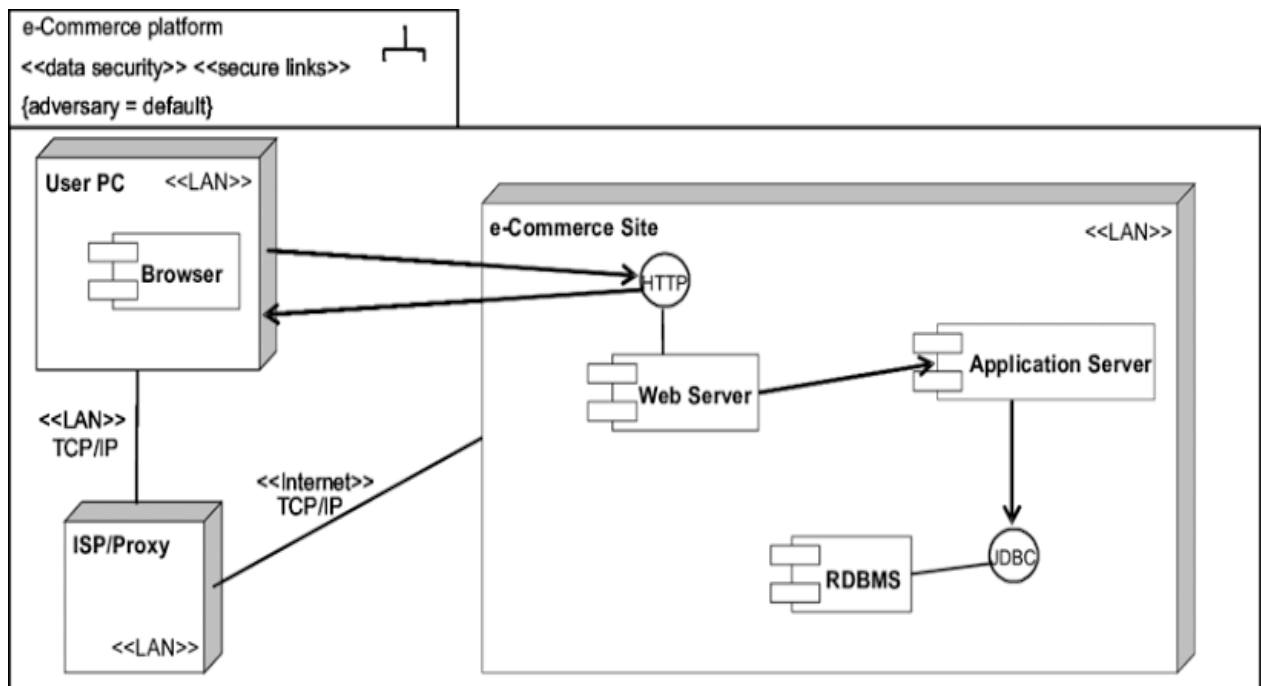 e-Commerce platform
<<data security>> <<secure links>>
{adversary = default}
User PC
<<LAN>>
Browser
e-Commerce Site
<<LAN>>
HTTP
Web Server
Application Server
<<LAN>>
TCP/IP
<<Internet>>
TCP/IP
ISP/Proxy
<<LAN>>
RDBMS
JDBC